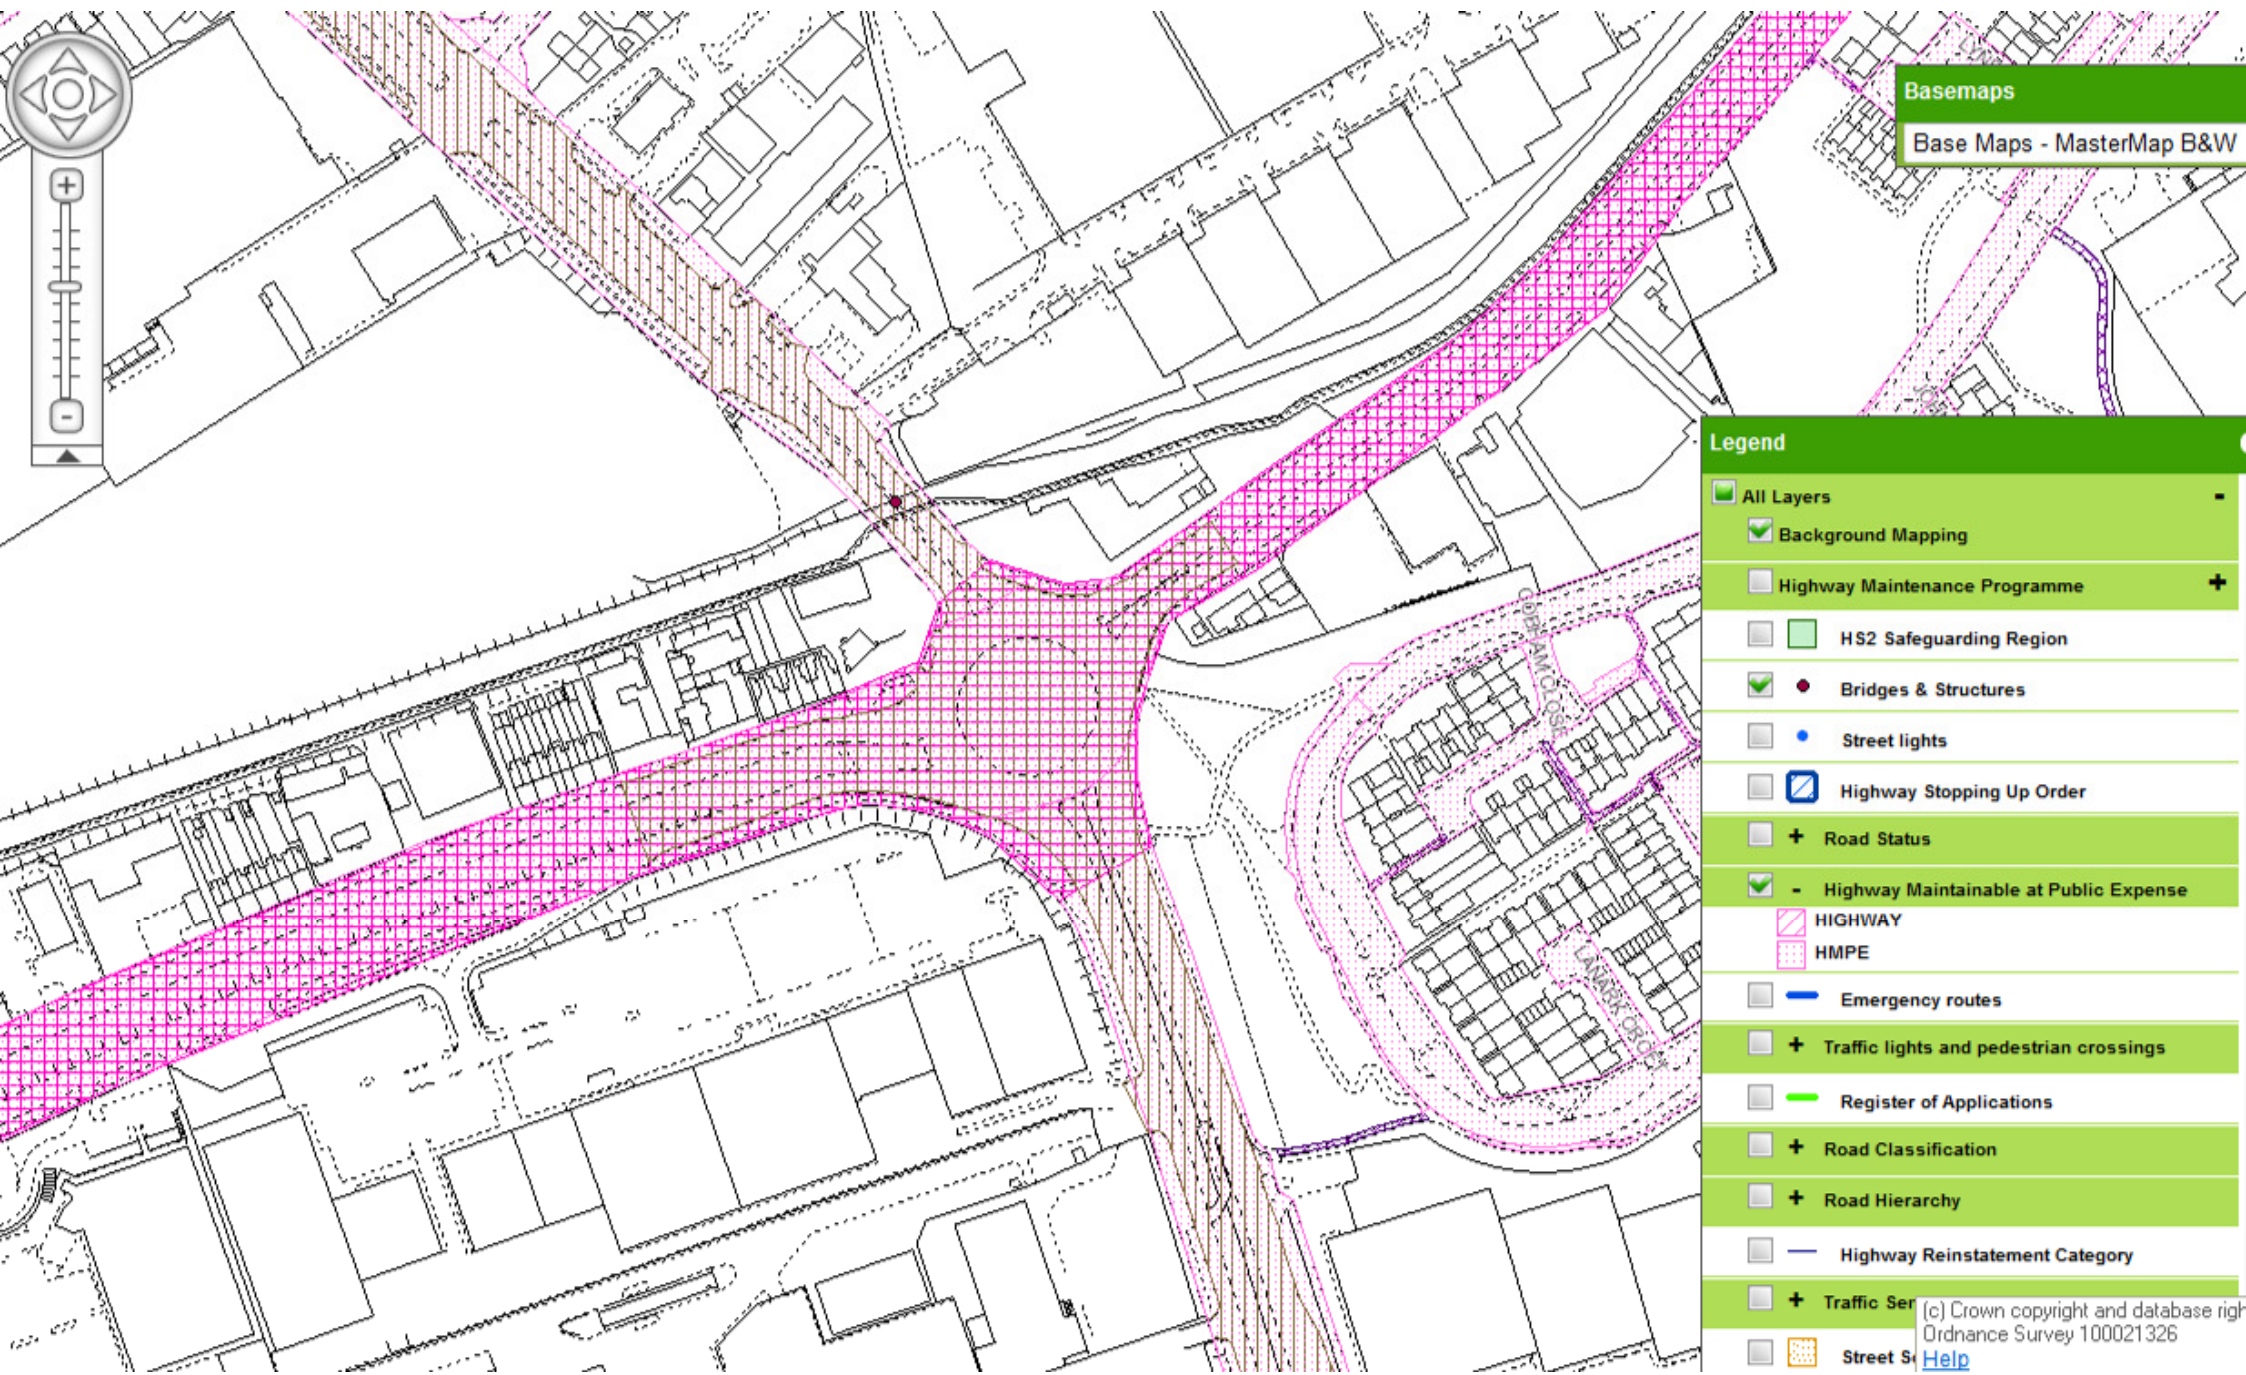 Basemaps
Base Maps - MasterMap B&W
Legend
All Layers
Background Mapping
Highway Maintenance Programme
HS2 Safeguarding Region
Bridges & Structures
Street lights
Highway Stopping Up Order
Road Status
Highway Maintainable at Public Expense
HIGHWAY
HMPE
Emergency routes
Traffic lights and pedestrian crossings
Register of Applications
Road Classification
Road Hierarchy
Highway Reinstatement Category
Traffic Ser
(c) Crown copyright and database righ
Ordnance Survey 100021326
Street S
Help
COBHAM CLOSE
LANARK CROFT